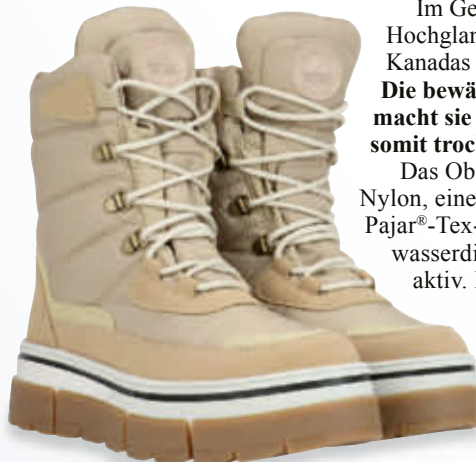 Im Ge
Hochglan
Kanadas
Die bewä
macht sie
somit troc
Das Ob
Nylon, eine
Pajar®-Tex-
wasserdi
aktiv.